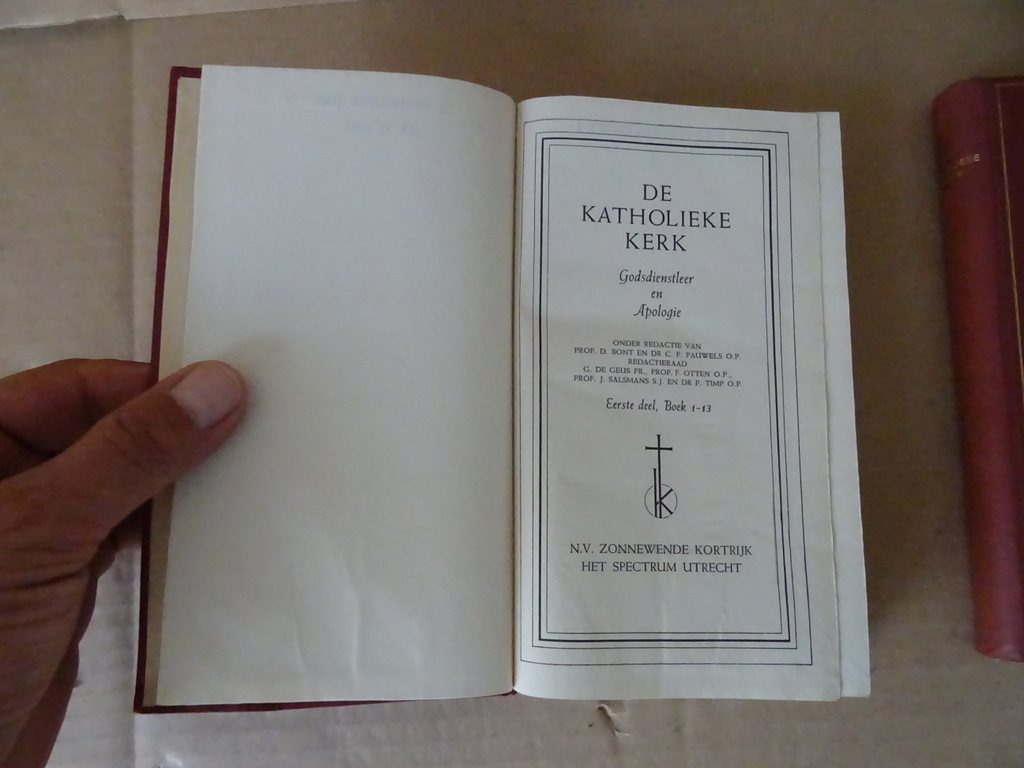 DE
KATHOLIEKE
KERK
Godsdienstleer
en
Apologie
ONDER REDACTIE VAN
PROF. D. BONT EN DR C. F. PAUWELS O.P.
REDACTIERAAD
G. DE GEUS PR., PROF. F. OTTEN O.P.,
PROF. J. SALSMANS S.J. EN DR P. TIMP O.P
Eerste deel, Boek 1-13
N.V. ZONNEWENDE KORTRIJK
HET SPECTRUM UTRECHT